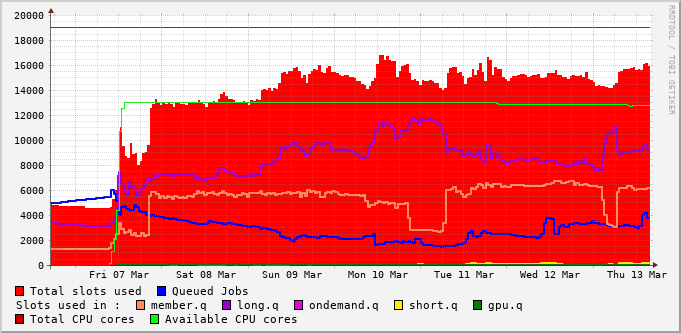 20000
18000
16000
14000
12000
10000
8000
6000
4000
2000
0
Fri 07 Mar Sat 08 Mar Sun 09 Mar Mon 10 Mar Tue 11 Mar Wed 12 Mar Thu 13 Mar
Total slots used Queued Jobs
Slots used in : member.q long.q ondemand.q short.q gpu.q
Total CPU cores Available CPU cores
RRDTOOL / TOBI OETIKER